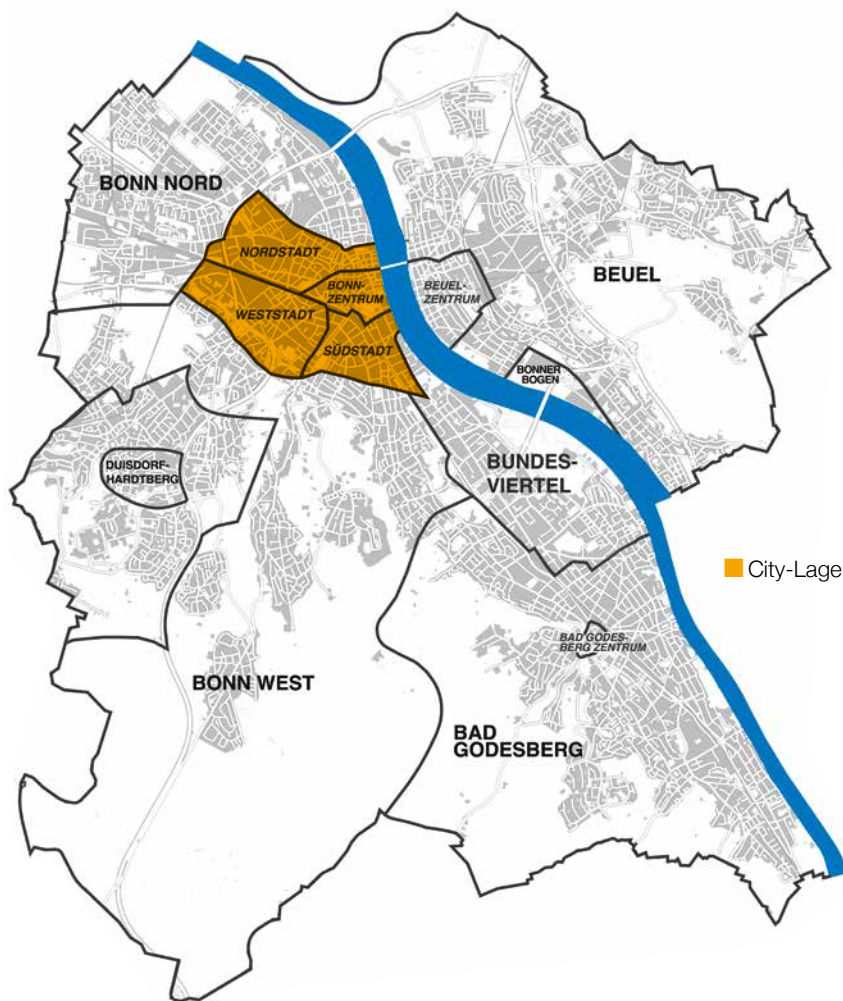 BONN NORD
NORDSTADT
BONN-
ZENTRUM
BEUEL-
ZENTRUM
BEUEL
WESTSTADT
SÜDSTADT
BONNER
BOGEN
DUISDORF-
HARDTBERG
BUNDES-
VIERTEL
City-Lage
BAD GODES-
BERG ZENTRUM
BONN WEST
BAD
GODESBERG